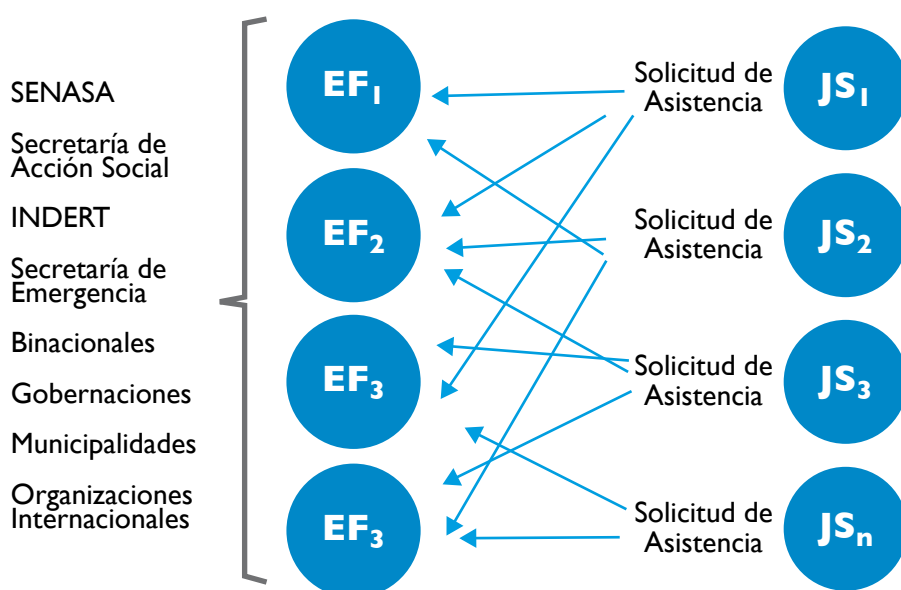 SENASA
Secretaría de
Acción Social
INDERT
Secretaría de
Emergencia
Binacionales
Gobernaciones
Municipalidades
Organizaciones
Internacionales
EF1
EF2
EF3
EF3
Solicitud de
Asistencia
Solicitud de
Asistencia
Solicitud de
Asistencia
Solicitud de
Asistencia
JS1
JS2
JS3
JSn